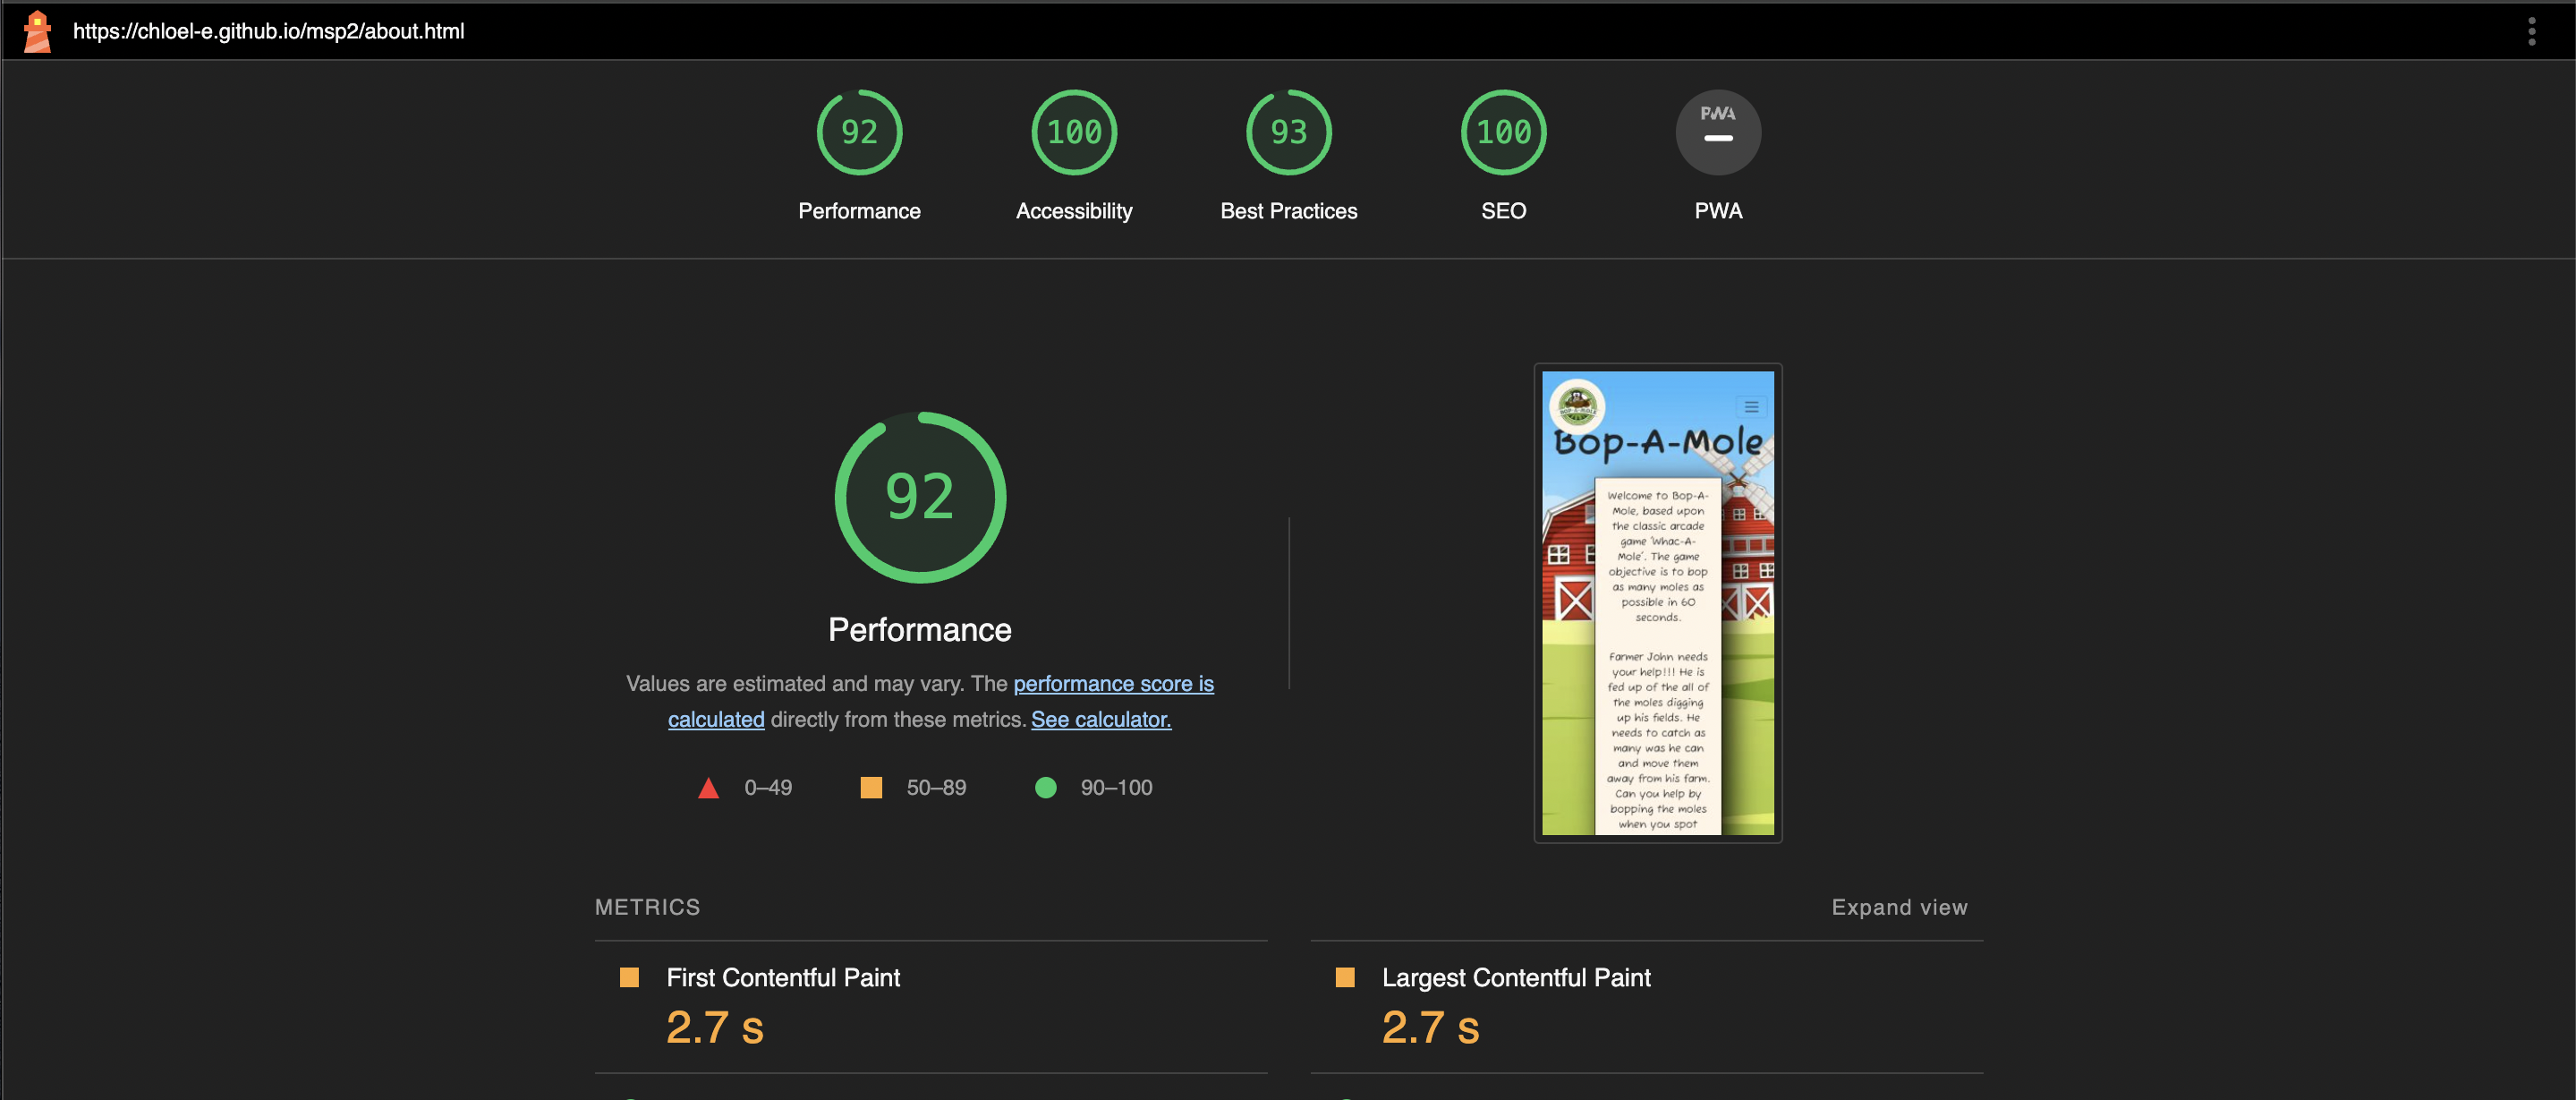 https://chloel-e.github.io/msp2/about.html
92
100
93
100
PWA
Performance
Accessibility
Best Practices
SEO
PWA
92
Performance
Values are estimated and may vary. The performance score is
calculated directly from these metrics. See calculator.
0–49
50–89
90–100
BOP-A-MOLE
Bop-A-Mole
Welcome to Bop-A-
Mole, based upon
the classic arcade
game 'Whac-A-
Mole'. The game
objective is to bop
as many moles as
possible in 60
seconds.
Farmer John needs
your help!!! He is
fed up of the all of
the moles digging
up his fields. He
needs to catch as
many was he can
and move them
away from his farm.
Can you help by
bopping the moles
when you spot
METRICS
Expand view
First Contentful Paint
2.7 s
Largest Contentful Paint
2.7 s